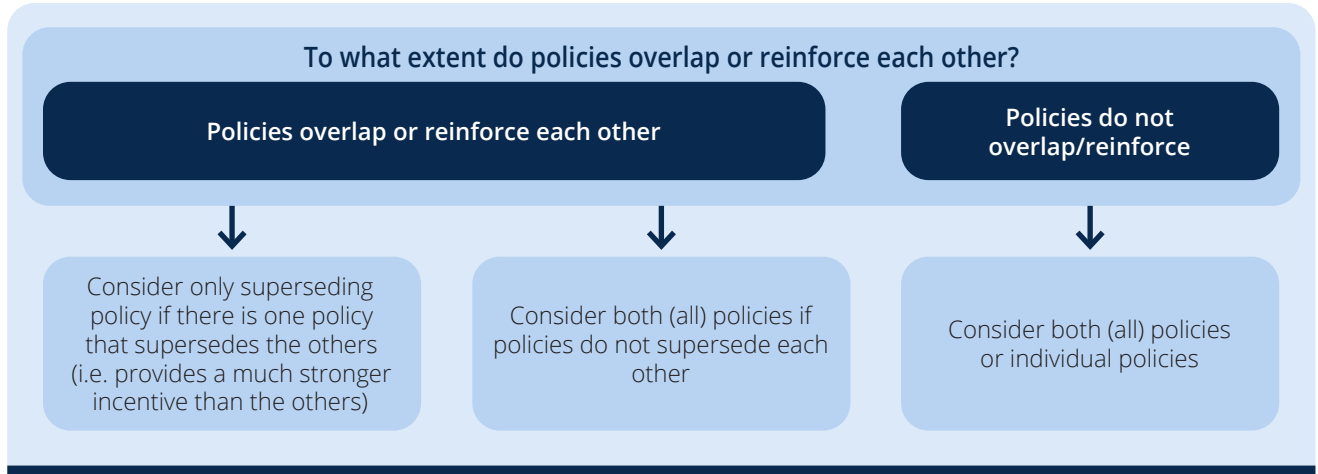 To what extent do policies overlap or reinforce each other?
Policies overlap or reinforce each other
Policies do not
overlap/reinforce
Consider only superseding
policy if there is one policy
that supersedes the others
(i.e. provides a much stronger
incentive than the others)
Consider both (all) policies if
policies do not supersede each
other
Consider both (all) policies
or individual policies